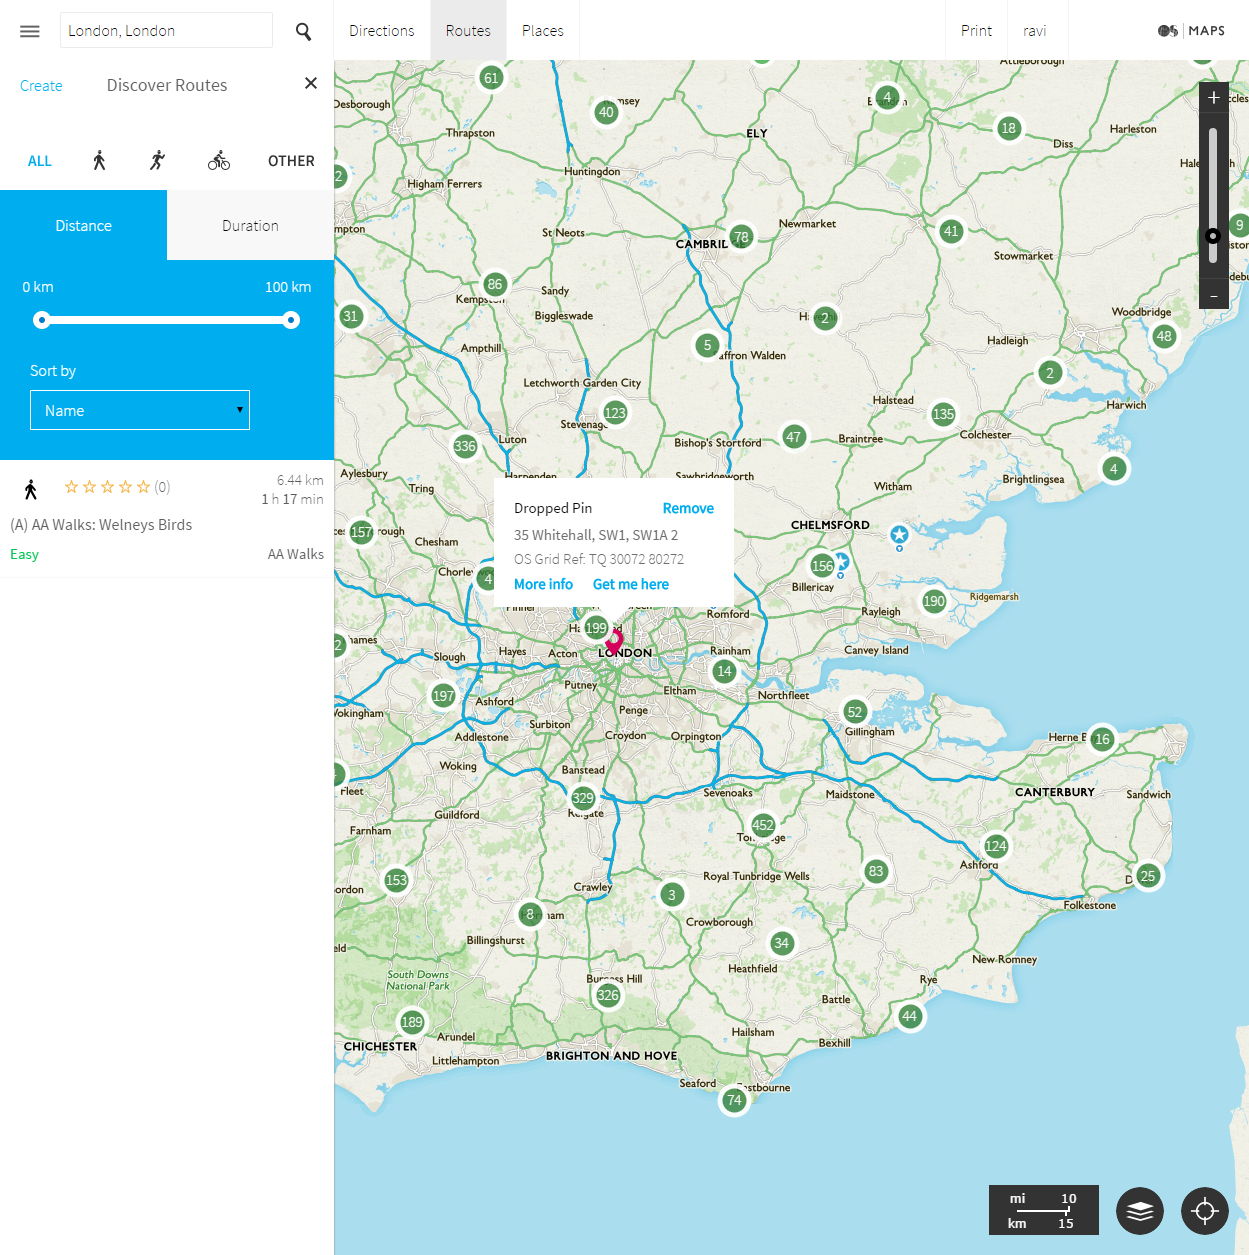 London, London
Directions
Routes
Places
Print
ravi
MAPS
Create
Discover Routes
ALL
OTHER
Distance
Duration
0 km
100 km
Sort by
Name
(0)
6.44 km
1 h 17 min
(A) AA Walks: Welneys Birds
Easy
AA Walks
61
Attleborough
40
4
18
Desborough
Thrapston
ELY
Harleston
Diss
2
Huntingdon
Higham Ferrers
Newmarket
41
9
St Neots
CAMBRID
78
Stowmarket
86
Sandy
31
Biggleswade
2
Woodbridge
48
Ampthill
5
Saffron Walden
Hadleigh
2
Letchworth Garden City
Halstead
Harwich
123
135
Stevenage
47
Braintree
Colchester
336
Luton
Bishop's Stortford
4
Aylesbury
Harpenden
Sawbridgeworth
Brightlingsea
Tring
Witham
157
CHELMSFORD
Dropped Pin
Remove
35 Whitehall, SW1, SW1A 2
OS Grid Ref: TQ 30072 80272
More info
Get me here
4
156
Billericay
190
Ridgemarsh
Pinner
Romford
Rayleigh
199
2
Hayes
Acton
LONDON
Rainham
Canvey Island
Slough
14
Putney
Eltham
Northfleet
197
Ashford
Penge
52
Wokingham
Surbiton
Croydon
Orpington
Gillingham
Addlestone
Herne B
16
Woking
Banstead
Fleet
329
Sevenoaks
Maidstone
CANTERBURY
Sandwich
Guildford
Reigate
452
Farnham
Tonbridge
124
Ashford
153
Royal Tunbridge Wells
83
25
Crawley
3
Folkestone
8
Crowborough
Billingshurst
34
South Downs
National Park
Heathfield
New Romney
Burgess Hill
Rye
326
Battle
189
44
Arundel
Hailsham
Bexhill
CHICHESTER
BRIGHTON AND HOVE
Littlehampton
Seaford
Eastbourne
74
mi 10
km 15